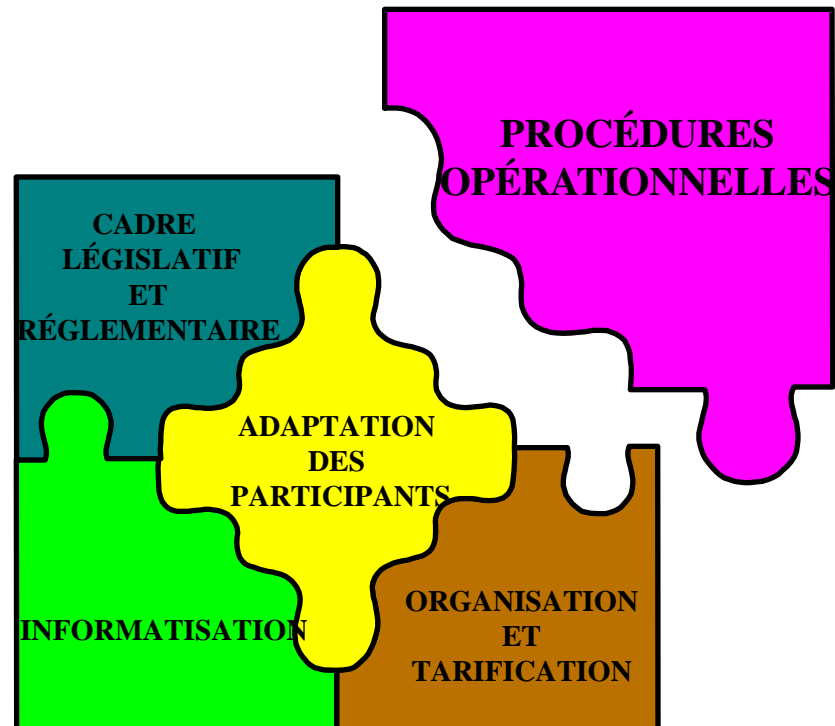 PROCÉDURES
OPÉRATIONNELLES
CADRE
LÉGISLATIF
ET
RÉGLEMENTAIRE
ADAPTATION
DES
PARTICIPANTS
INFORMATISATION
ORGANISATION
ET
TARIFICATION